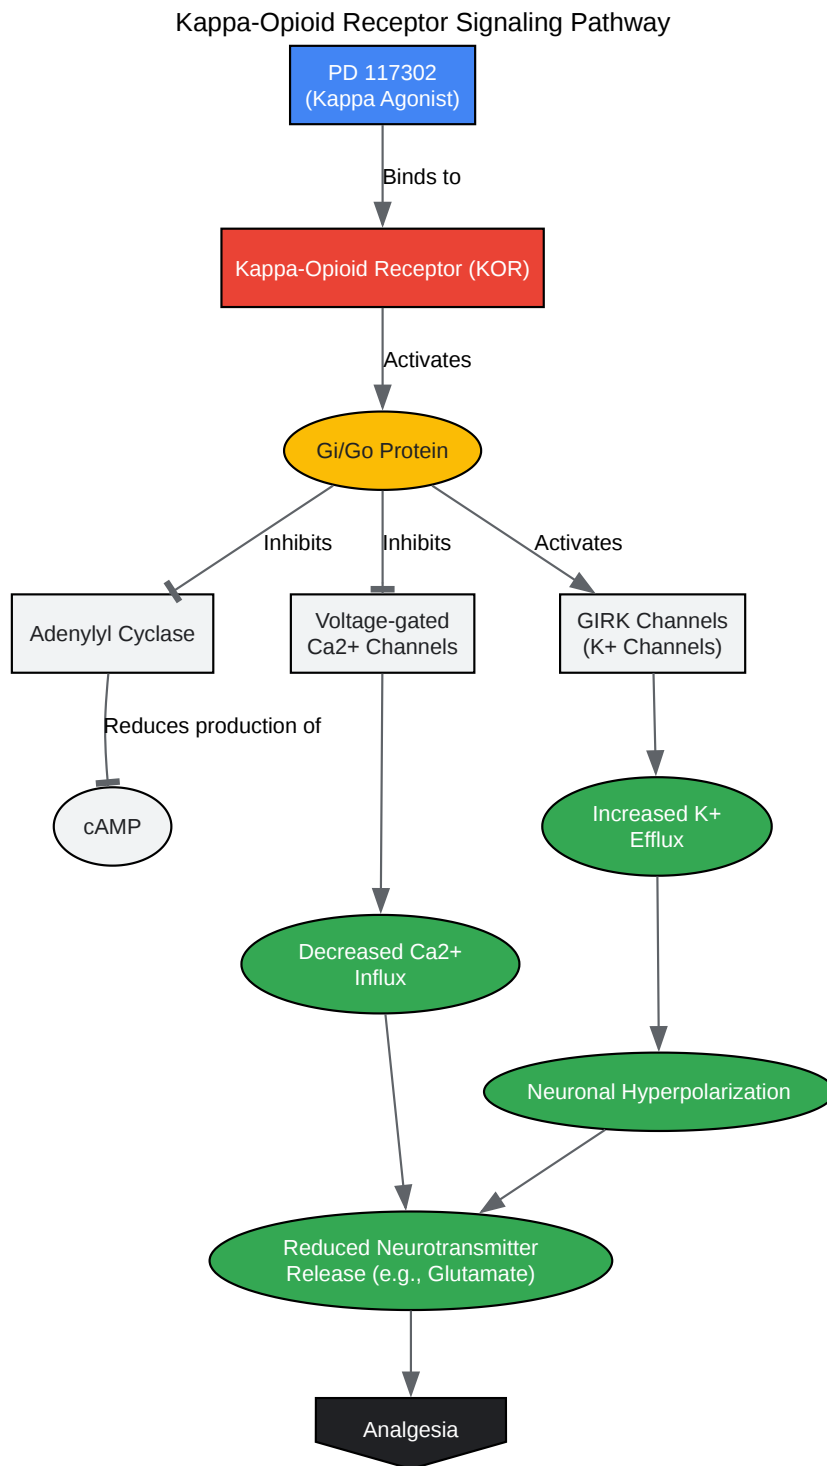 Kappa-Opioid Receptor Signaling Pathway
PD 117302
(Kappa Agonist)
Binds to
Kappa-Opioid Receptor (KOR)
Activates
Gi/Go Protein
Inhibits
Inhibits
Activates
Adenylyl Cyclase
Voltage-gated
Ca2+ Channels
GIRK Channels
(K+ Channels)
Reduces production of
cAMP
Increased K+
Efflux
Decreased Ca2+
Influx
Neuronal Hyperpolarization
Reduced Neurotransmitter
Release (e.g., Glutamate)
Analgesia